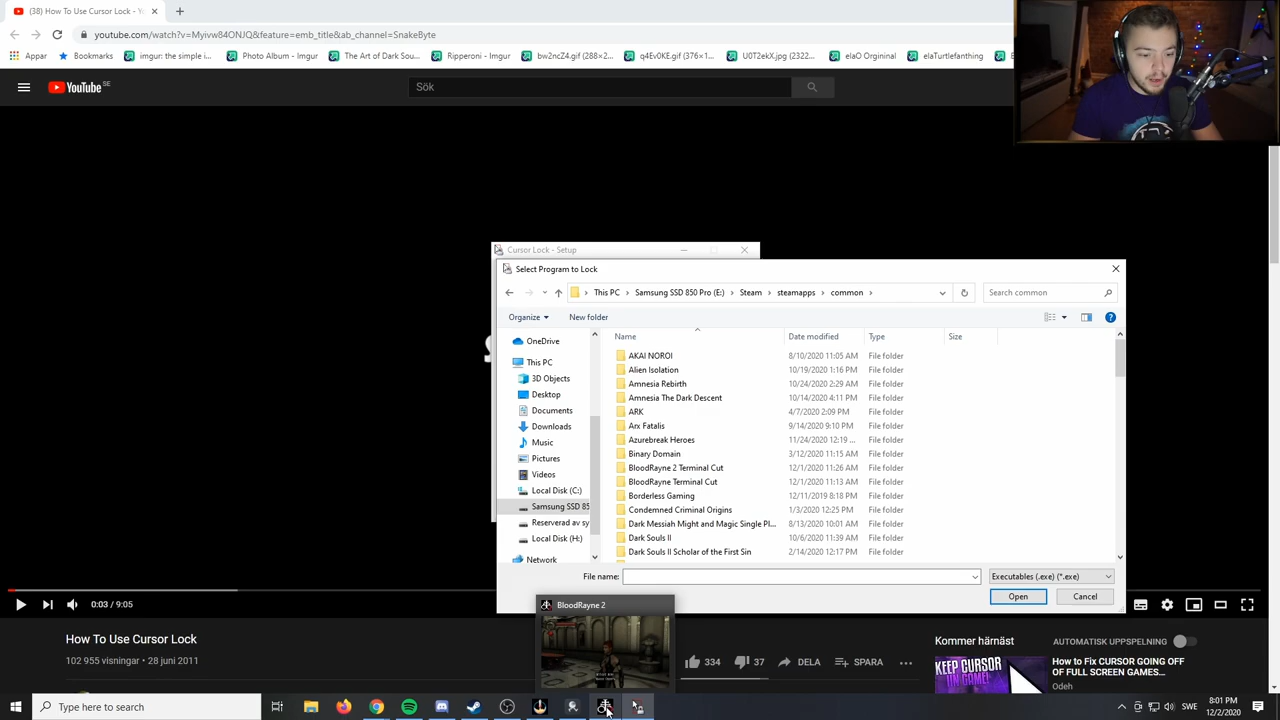 (38) How To Use Cursor Lock - Yo
youtube.com/watch?v=Myivw84ONJQ&feature=emb_title&ab_channel=SnakeByte
Appar
Bookmarks
imgur: the simple i...
Photo Album - Imgur
The Art of Dark Sou...
Ripperoni - Imgur
bw2ncZ4.gif (288×2...
q4Ev0KE.gif (376×1...
U0T2ekX.jpg (2322...
elaO Orgininal
elaTurtlefanthing
YouTube SE
Sök
Cursor Lock - Setup
Select Program to Lock
This PC > Samsung SSD 850 Pro (E:) > Steam > steamapps > common >
Search common
Organize
New folder
Name
Date modified
Type
Size
OneDrive
This PC
3D Objects
Desktop
Documents
Downloads
Music
Pictures
Videos
Local Disk (C:)
Samsung SSD 85
Reserverad av sy
Local Disk (H:)
Network
AKAI NOROI 8/10/2020 11:05 AM File folder
Alien Isolation 10/19/2020 1:16 PM File folder
Amnesia Rebirth 10/24/2020 2:29 AM File folder
Amnesia The Dark Descent 10/14/2020 4:11 PM File folder
ARK 4/7/2020 2:09 PM File folder
Arx Fatalis 9/14/2020 9:10 PM File folder
Azurebreak Heroes 11/24/2020 12:19 ... File folder
Binary Domain 3/12/2020 11:15 AM File folder
BloodRayne 2 Terminal Cut 12/1/2020 11:26 AM File folder
BloodRayne Terminal Cut 12/1/2020 11:13 AM File folder
Borderless Gaming 12/11/2019 8:18 PM File folder
Condemned Criminal Origins 1/3/2020 12:25 PM File folder
Dark Messiah Might and Magic Single Pl... 8/13/2020 10:01 AM File folder
Dark Souls II 10/6/2020 11:39 AM File folder
Dark Souls II Scholar of the First Sin 2/14/2020 12:17 PM File folder
File name:
Executables (.exe) (*.exe)
Open
Cancel
BloodRayne 2
0:03 / 9:05
How To Use Cursor Lock
102 955 visningar • 28 juni 2011
334
37
DELA
SPARA
Kommer härnäst
AUTOMATISK UPPSPELNING
KEEP CURSOR
IN GAME!
How to Fix CURSOR GOING OFF
OF FULL SCREEN GAMES...
Odeh
Type here to search
SWE
8:01 PM
12/2/2020